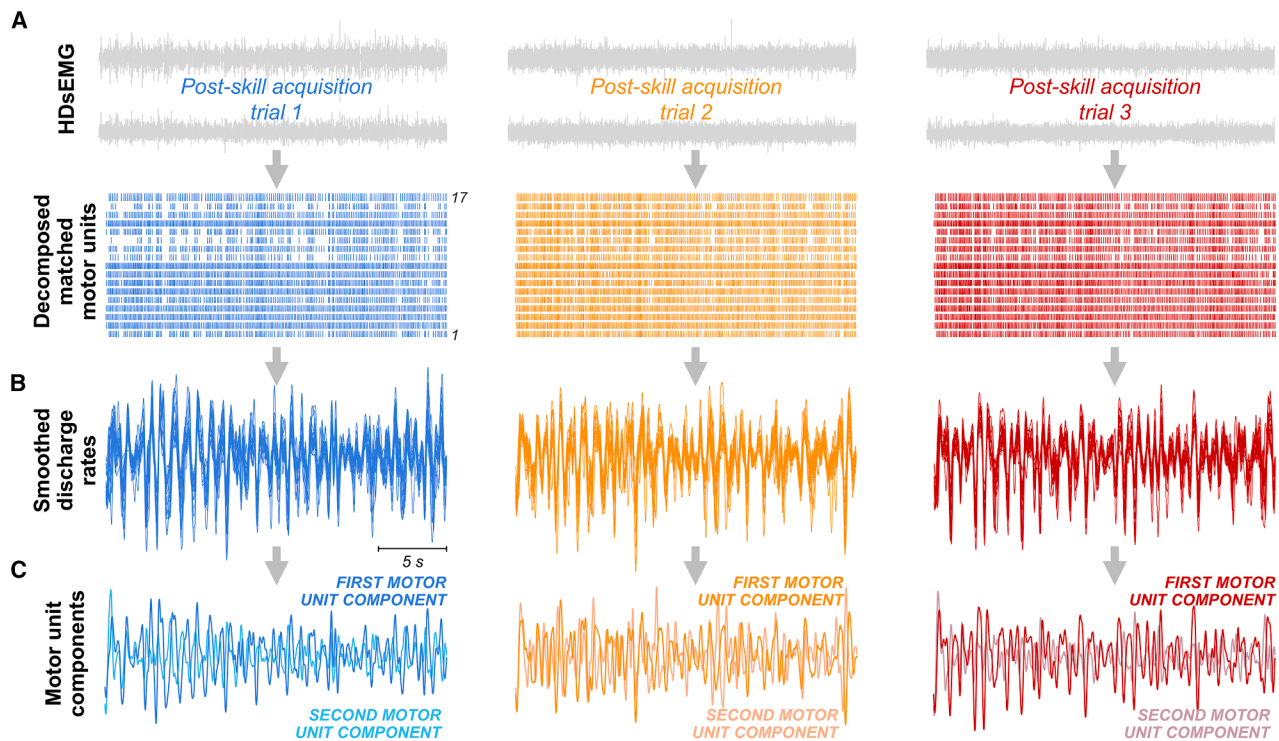 A
HDsEMG
Post-skill acquisition
trial 1
Post-skill acquisition
trial 2
Post-skill acquisition
trial 3
Decomposed
matched
motor units
17
1
B
Smoothed
discharge
rates
5 s
C
Motor unit
components
FIRST MOTOR
UNIT COMPONENT
SECOND MOTOR
UNIT COMPONENT
FIRST MOTOR
UNIT COMPONENT
SECOND MOTOR
UNIT COMPONENT
FIRST MOTOR
UNIT COMPONENT
SECOND MOTOR
UNIT COMPONENT